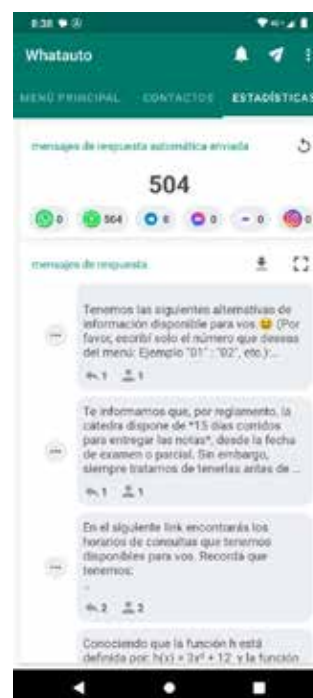 8:38
Whatauto
MENÚ PRINCIPAL CONTACTOS ESTADÍSTICAS
mensajes de respuesta automática enviada
504
0 504 0 0 0
mensajes de respuesta
Tenemos las siguientes alternativas de
información disponible para vos 😀 (Por
favor, escribí solo el número que deseas
del menú: Ejemplo "01" : "02", etc.):...
1 1
Te informamos que, por reglamento, la
cátedra dispone de *15 días corridos
para entregar las notas*, desde la fecha
de examen o parcial. Sin embargo,
siempre tratamos de tenerlas antes de ...
1 1
En el siguiente link encontrarás los
horarios de consultas que tenemos
disponibles para vos. Recordá que
tenemos:
..
2 2
Conociendo que la función h está
definida por: h(x) = y la función